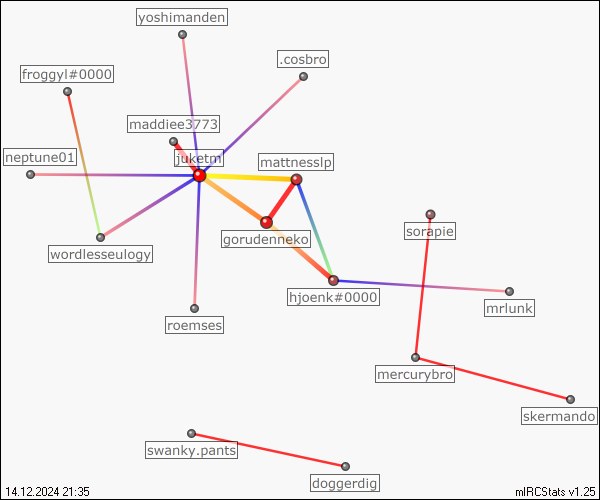 yoshimanden
.cosbro
froggyl#0000
maddiee3773
neptune01
juketm
mattnesslp
sorapie
gorudenneko
wordlesseulogy
hjoenk#0000
mrlunk
roemses
mercurybro
skermando
swanky.pants
doggerdig
14.12.2024 21:35
mIRCStats v1.25